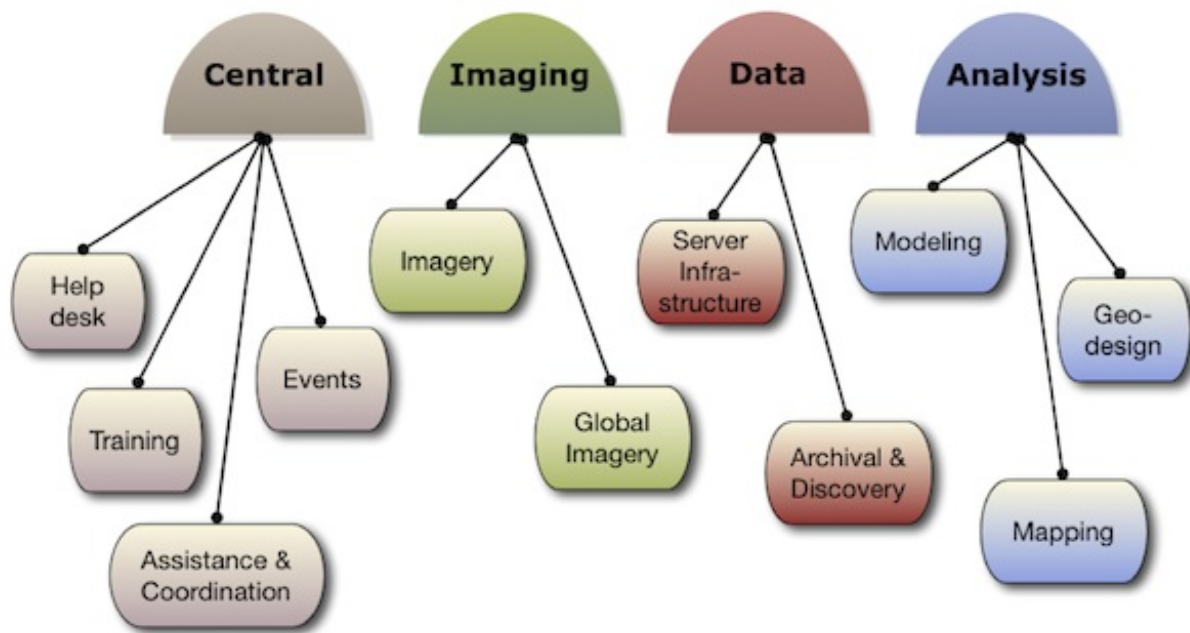 Central
Imaging
Data
Analysis
Help
desk
Training
Assistance &
Coordination
Events
Imagery
Global
Imagery
Server
Infra-
structure
Archival &
Discovery
Modeling
Mapping
Geo-
design